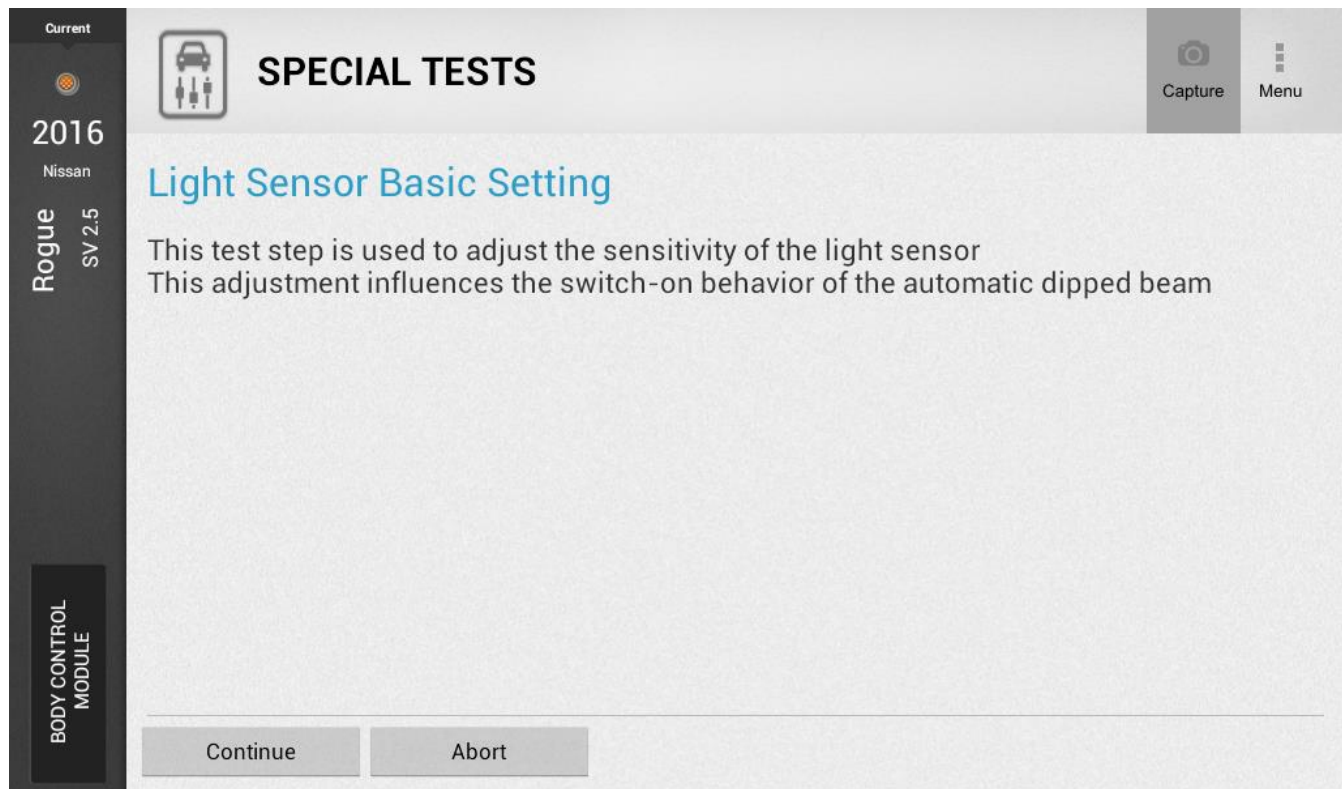 Current
2016
Nissan
Rogue
SV 2.5
BODY CONTROL
MODULE
SPECIAL TESTS
Capture
Menu
Light Sensor Basic Setting
This test step is used to adjust the sensitivity of the light sensor
This adjustment influences the switch-on behavior of the automatic dipped beam
Continue
Abort